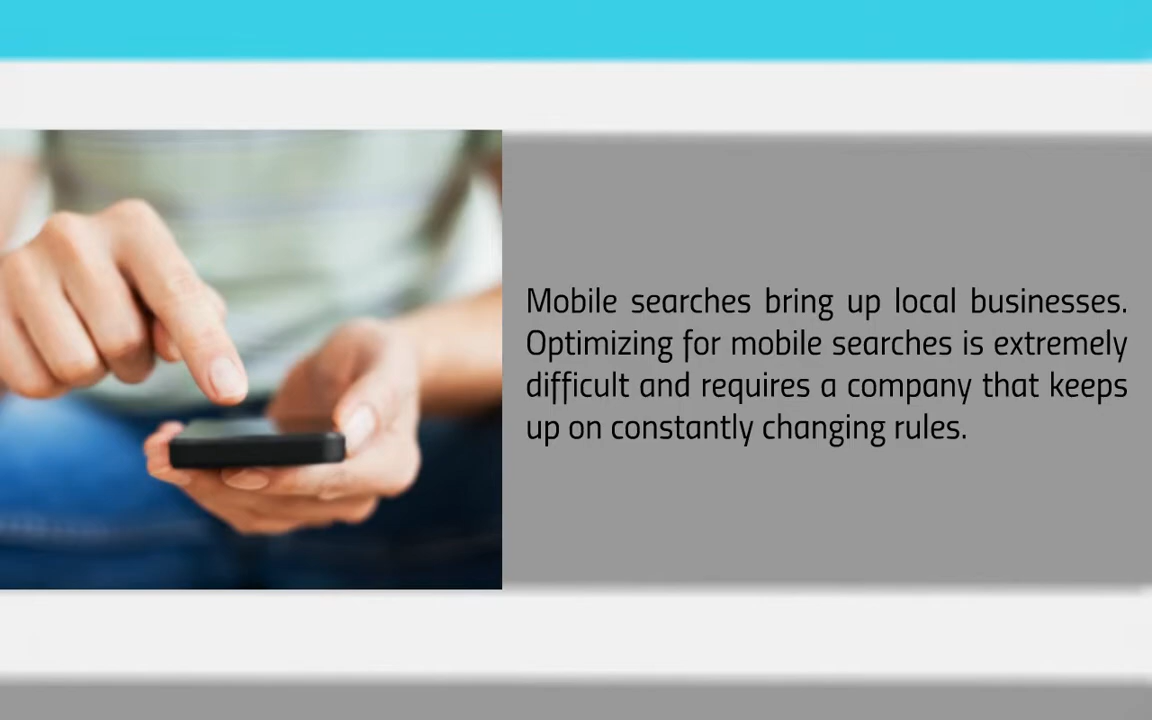 Mobile searches bring up local businesses.
Optimizing for mobile searches is extremely
difficult and requires a company that keeps
up on constantly changing rules.